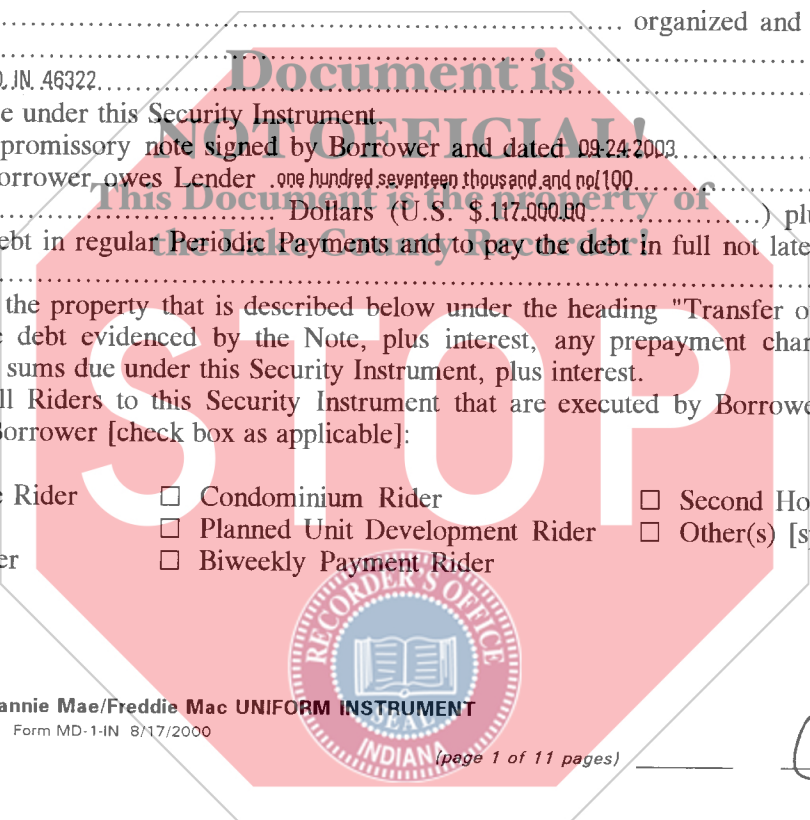 organized and
D, IN 46322
Document is
e under this Security Instrument.
NOT OFFICIAL!
promissory note signed by Borrower and dated 09-24-2003
orrower owes Lender one hundred seventeen thousand and no/100
This Document is the property of
Dollars (U.S. $ 117,000.00 ) plu
ebt in regular Periodic Payments and to pay the debt in full not late
the Lake County Recorder!
the property that is described below under the heading "Transfer o
e debt evidenced by the Note, plus interest, any prepayment char
sums due under this Security Instrument, plus interest.
ll Riders to this Security Instrument that are executed by Borrowe
Borrower [check box as applicable]:
STOP
e Rider ☐ Condominium Rider ☐ Second Ho
☐ Planned Unit Development Rider ☐ Other(s) [s
er ☐ Biweekly Payment Rider
RECORDER'S OFFICE
SEAL
INDIANA
annie Mae/Freddie Mac UNIFORM INSTRUMENT
Form MD-1-IN 8/17/2000
(page 1 of 11 pages)